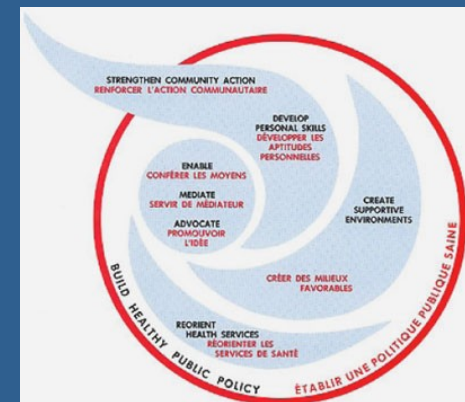 STRENGTHEN COMMUNITY ACTION
RENFORCER L'ACTION COMMUNAUTAIRE
DEVELOP
PERSONAL SKILLS
DÉVELOPPER LES
APTITUDES
PERSONNELLES
ENABLE
CONFÉRER LES MOYENS
MEDIATE
SERVIR DE MÉDIATEUR
ADVOCATE
PROMOUVOIR
L'IDÉE
CREATE
SUPPORTIVE
ENVIRONMENTS
CRÉER DES MILIEUX
FAVORABLES
REORIENT
HEALTH SERVICES
RÉORIENTER LES
SERVICES DE SANTÉ
BUILD HEALTHY PUBLIC POLICY
ÉTABLIR UNE POLITIQUE PUBLIQUE SAINE